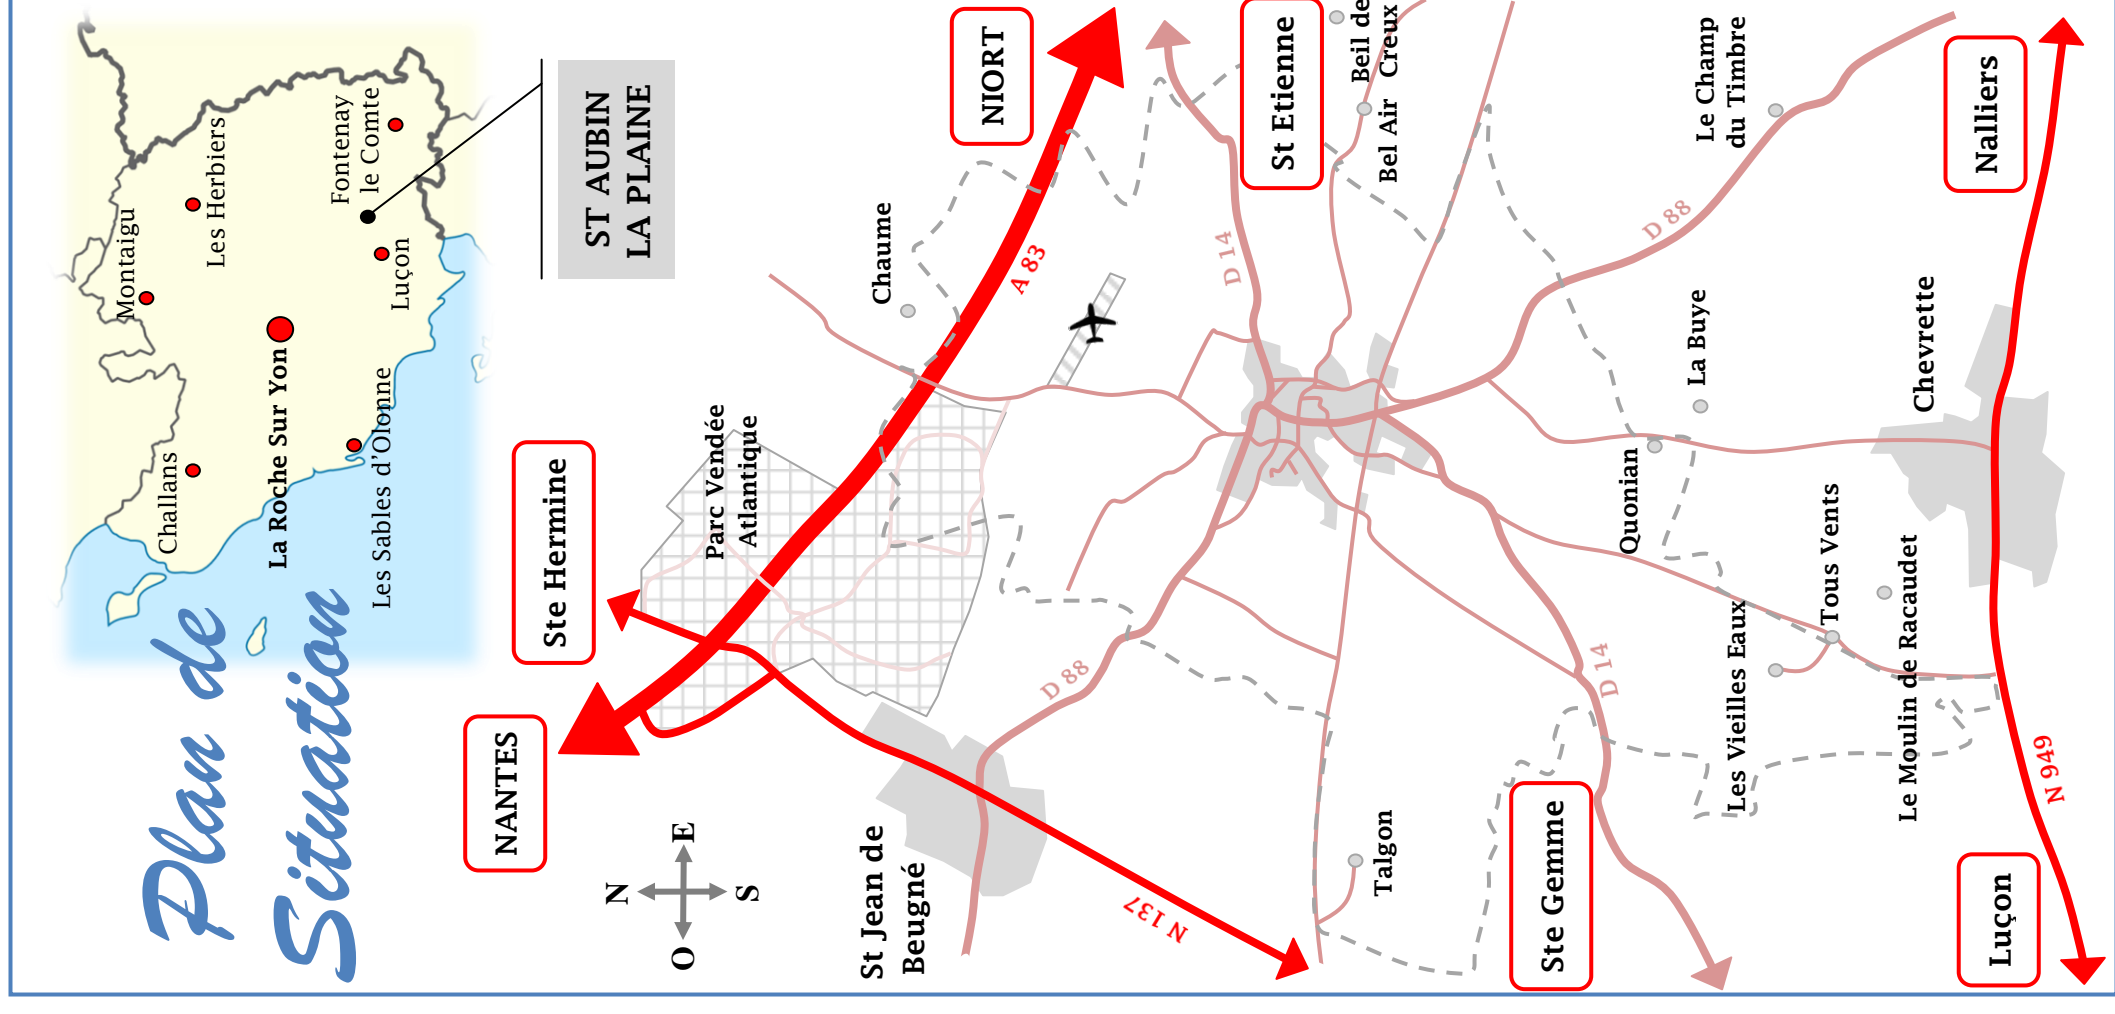 Plan de
Situation
Montaigu
Les Herbiers
Challans
La Roche Sur Yon
Fontenay
le Comte
Luçon
Les Sables d’Olonne
ST AUBIN
LA PLAINE
NANTES
Ste Hermine
NIORT
N
O
E
S
Parc Vendée
Atlantique
Chaume
A 83
St Jean de
Beugné
D 88
N 137
D 14
St Etienne
Beil de
Bel Air Creux
Talgon
Ste Gemme
D 14
Quonian
La Buye
D 88
Le Champ
du Timbre
Les Vieilles Eaux
Tous Vents
Le Moulin de Racaudet
Chevrette
Nalliers
Luçon
N 949